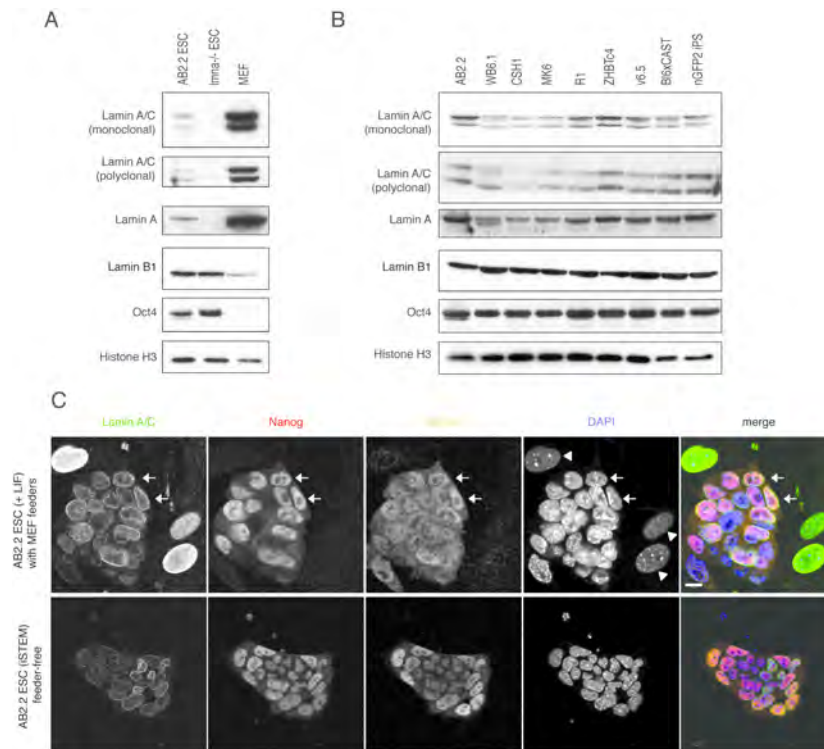 A
AB2.2 ESC
lmna-/- ESC
MEF
Lamin A/C
(monoclonal)
Lamin A/C
(polyclonal)
Lamin A
Lamin B1
Oct4
Histone H3
B
AB2.2
WB6.1
CSH1
MK6
R1
ZHBTc4
v6.5
Bl6xCAST
nGFP2 iPS
Lamin A/C
(monoclonal)
Lamin A/C
(polyclonal)
Lamin A
Lamin B1
Oct4
Histone H3
C
Lamin A/C
Nanog
DAPI
merge
AB2.2 ESC (+ LIF)
with MEF feeders
AB2.2 ESC (iSTEM)
feeder-free